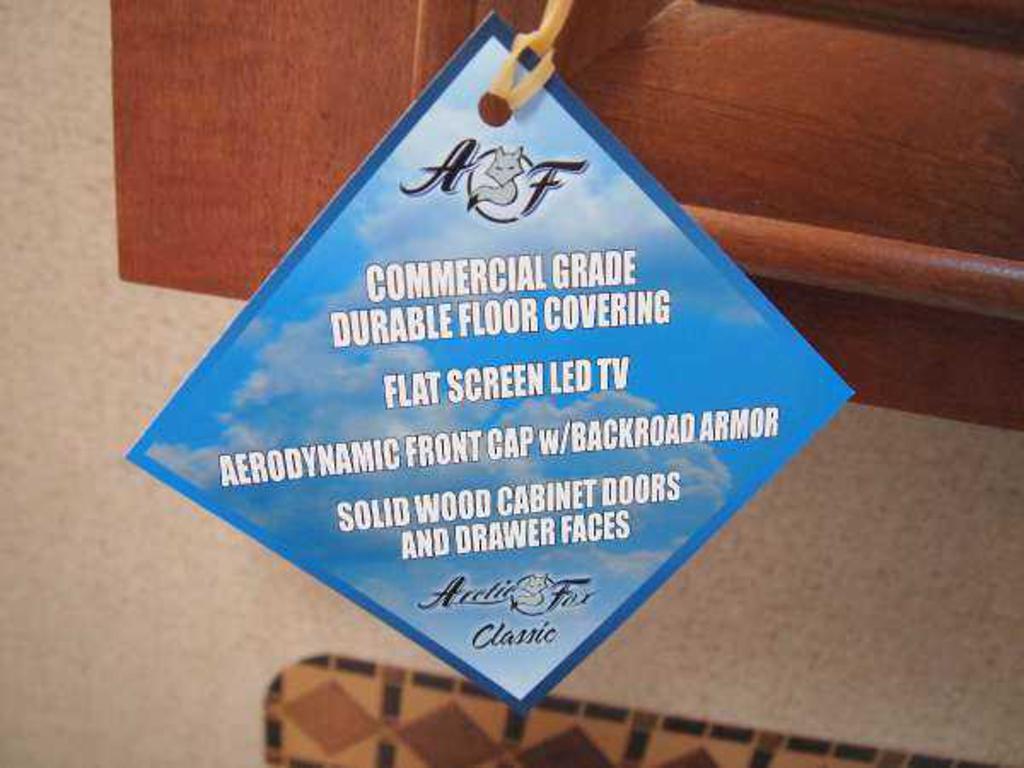 AF
COMMERCIAL GRADE
DURABLE FLOOR COVERING
FLAT SCREEN LED TV
AERODYNAMIC FRONT CAP w/BACKROAD ARMOR
SOLID WOOD CABINET DOORS
AND DRAWER FACES
Arctic Fox
Classic